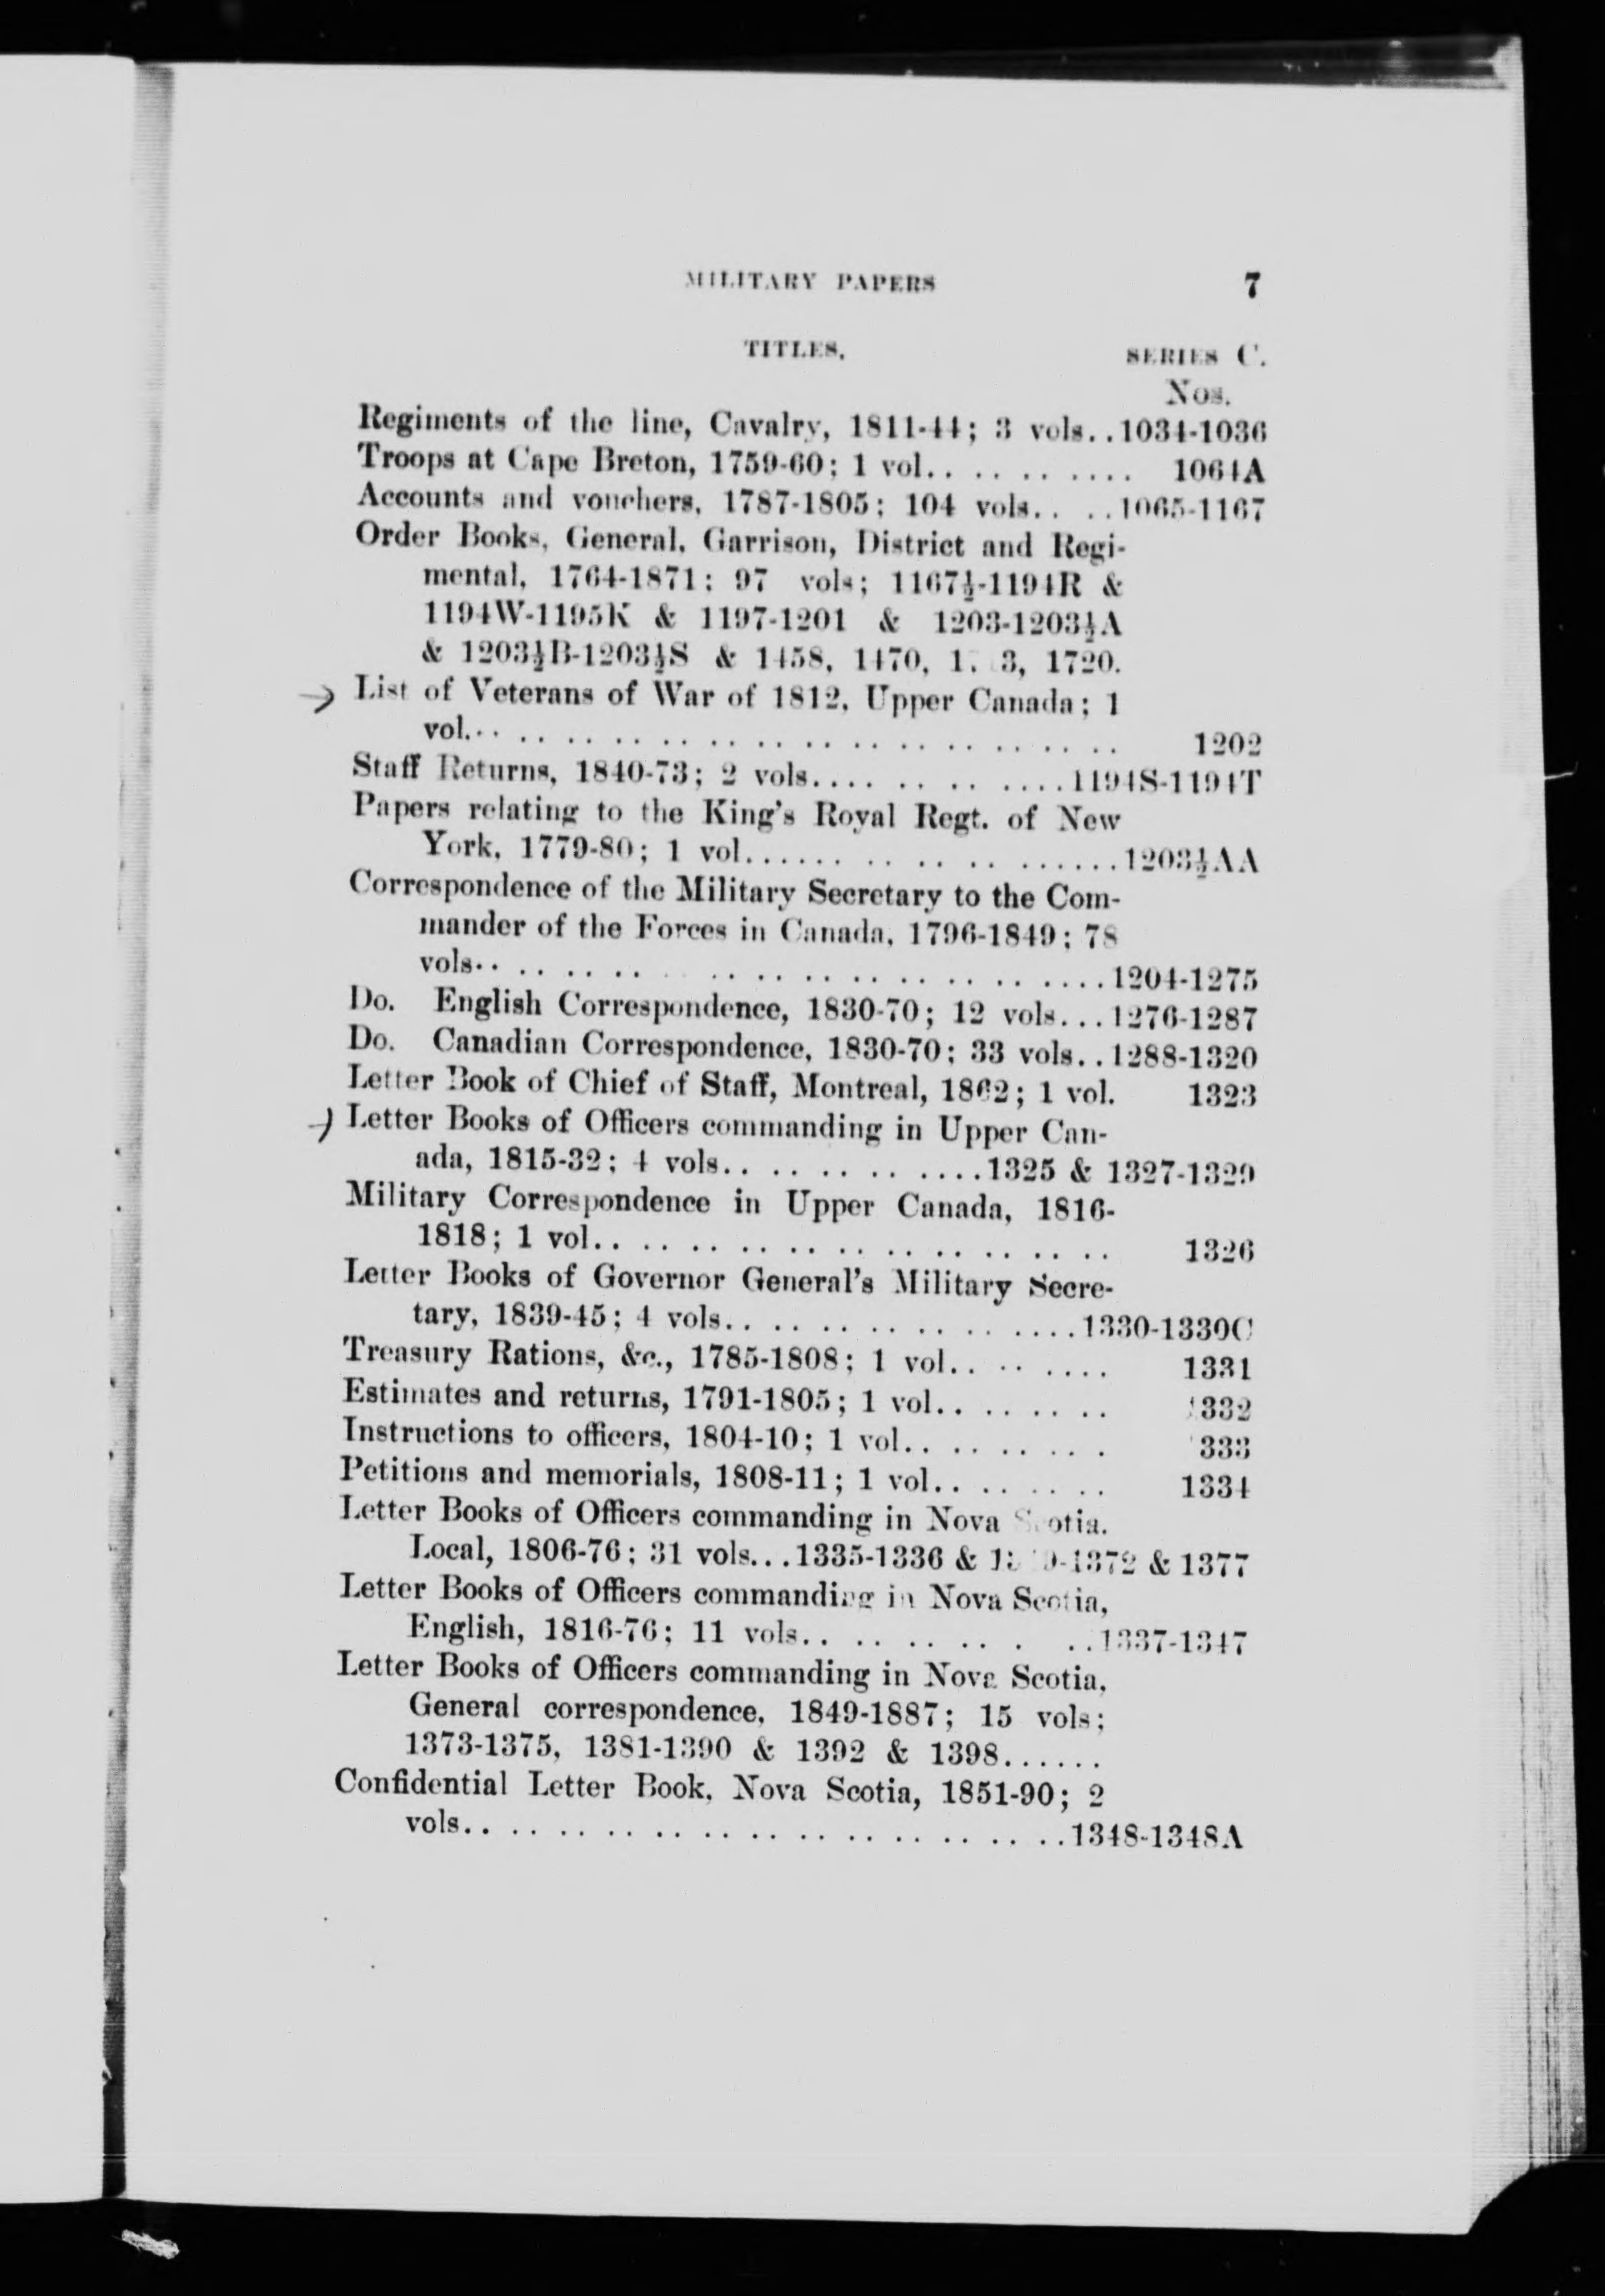 MILITARY PAPERS 7
TITLES. SERIES C.
Nos.
Regiments of the line, Cavalry, 1811-44; 3 vols..1034-1036
Troops at Cape Breton, 1759-60; 1 vol........... 1064A
Accounts and vouchers, 1787-1805; 104 vols.. ..1065-1167
Order Books, General, Garrison, District and Regi-
mental, 1764-1871; 97 vols; 1167½-1194R &
1194W-1195K & 1197-1201 & 1203-1203½A
& 1203½B-1203½S & 1458, 1470, 1720.
List of Veterans of War of 1812, Upper Canada; 1
vol............................ 1202
Staff Returns, 1840-73; 2 vols.............1194S-1194T
Papers relating to the King's Royal Regt. of New
York, 1779-80; 1 vol.................1203½AA
Correspondence of the Military Secretary to the Com-
mander of the Forces in Canada, 1796-1849; 78
vols...........................1204-1275
Do. English Correspondence, 1830-70; 12 vols...1276-1287
Do. Canadian Correspondence, 1830-70; 33 vols..1288-1320
Letter Book of Chief of Staff, Montreal, 1862; 1 vol. 1323
Letter Books of Officers commanding in Upper Can-
ada, 1815-32; 4 vols............1325 & 1327-1329
Military Correspondence in Upper Canada, 1816-
1818; 1 vol...................... 1326
Letter Books of Governor General's Military Secre-
tary, 1839-45; 4 vols................1330-1330C
Treasury Rations, &c., 1785-1808; 1 vol........ 1331
Estimates and returns, 1791-1805; 1 vol........ 1332
Instructions to officers, 1804-10; 1 vol.......... 1333
Petitions and memorials, 1808-11; 1 vol........ 1334
Letter Books of Officers commanding in Nova Scotia.
Local, 1806-76; 31 vols...1335-1336 & & 1377
Letter Books of Officers commanding in Nova Scotia,
English, 1816-76; 11 vols.............1337-1347
Letter Books of Officers commanding in Nova Scotia,
General correspondence, 1849-1887; 15 vols;
1373-1375, 1381-1390 & 1392 & 1398......
Confidential Letter Book, Nova Scotia, 1851-90; 2
vols..........................1348-1348A